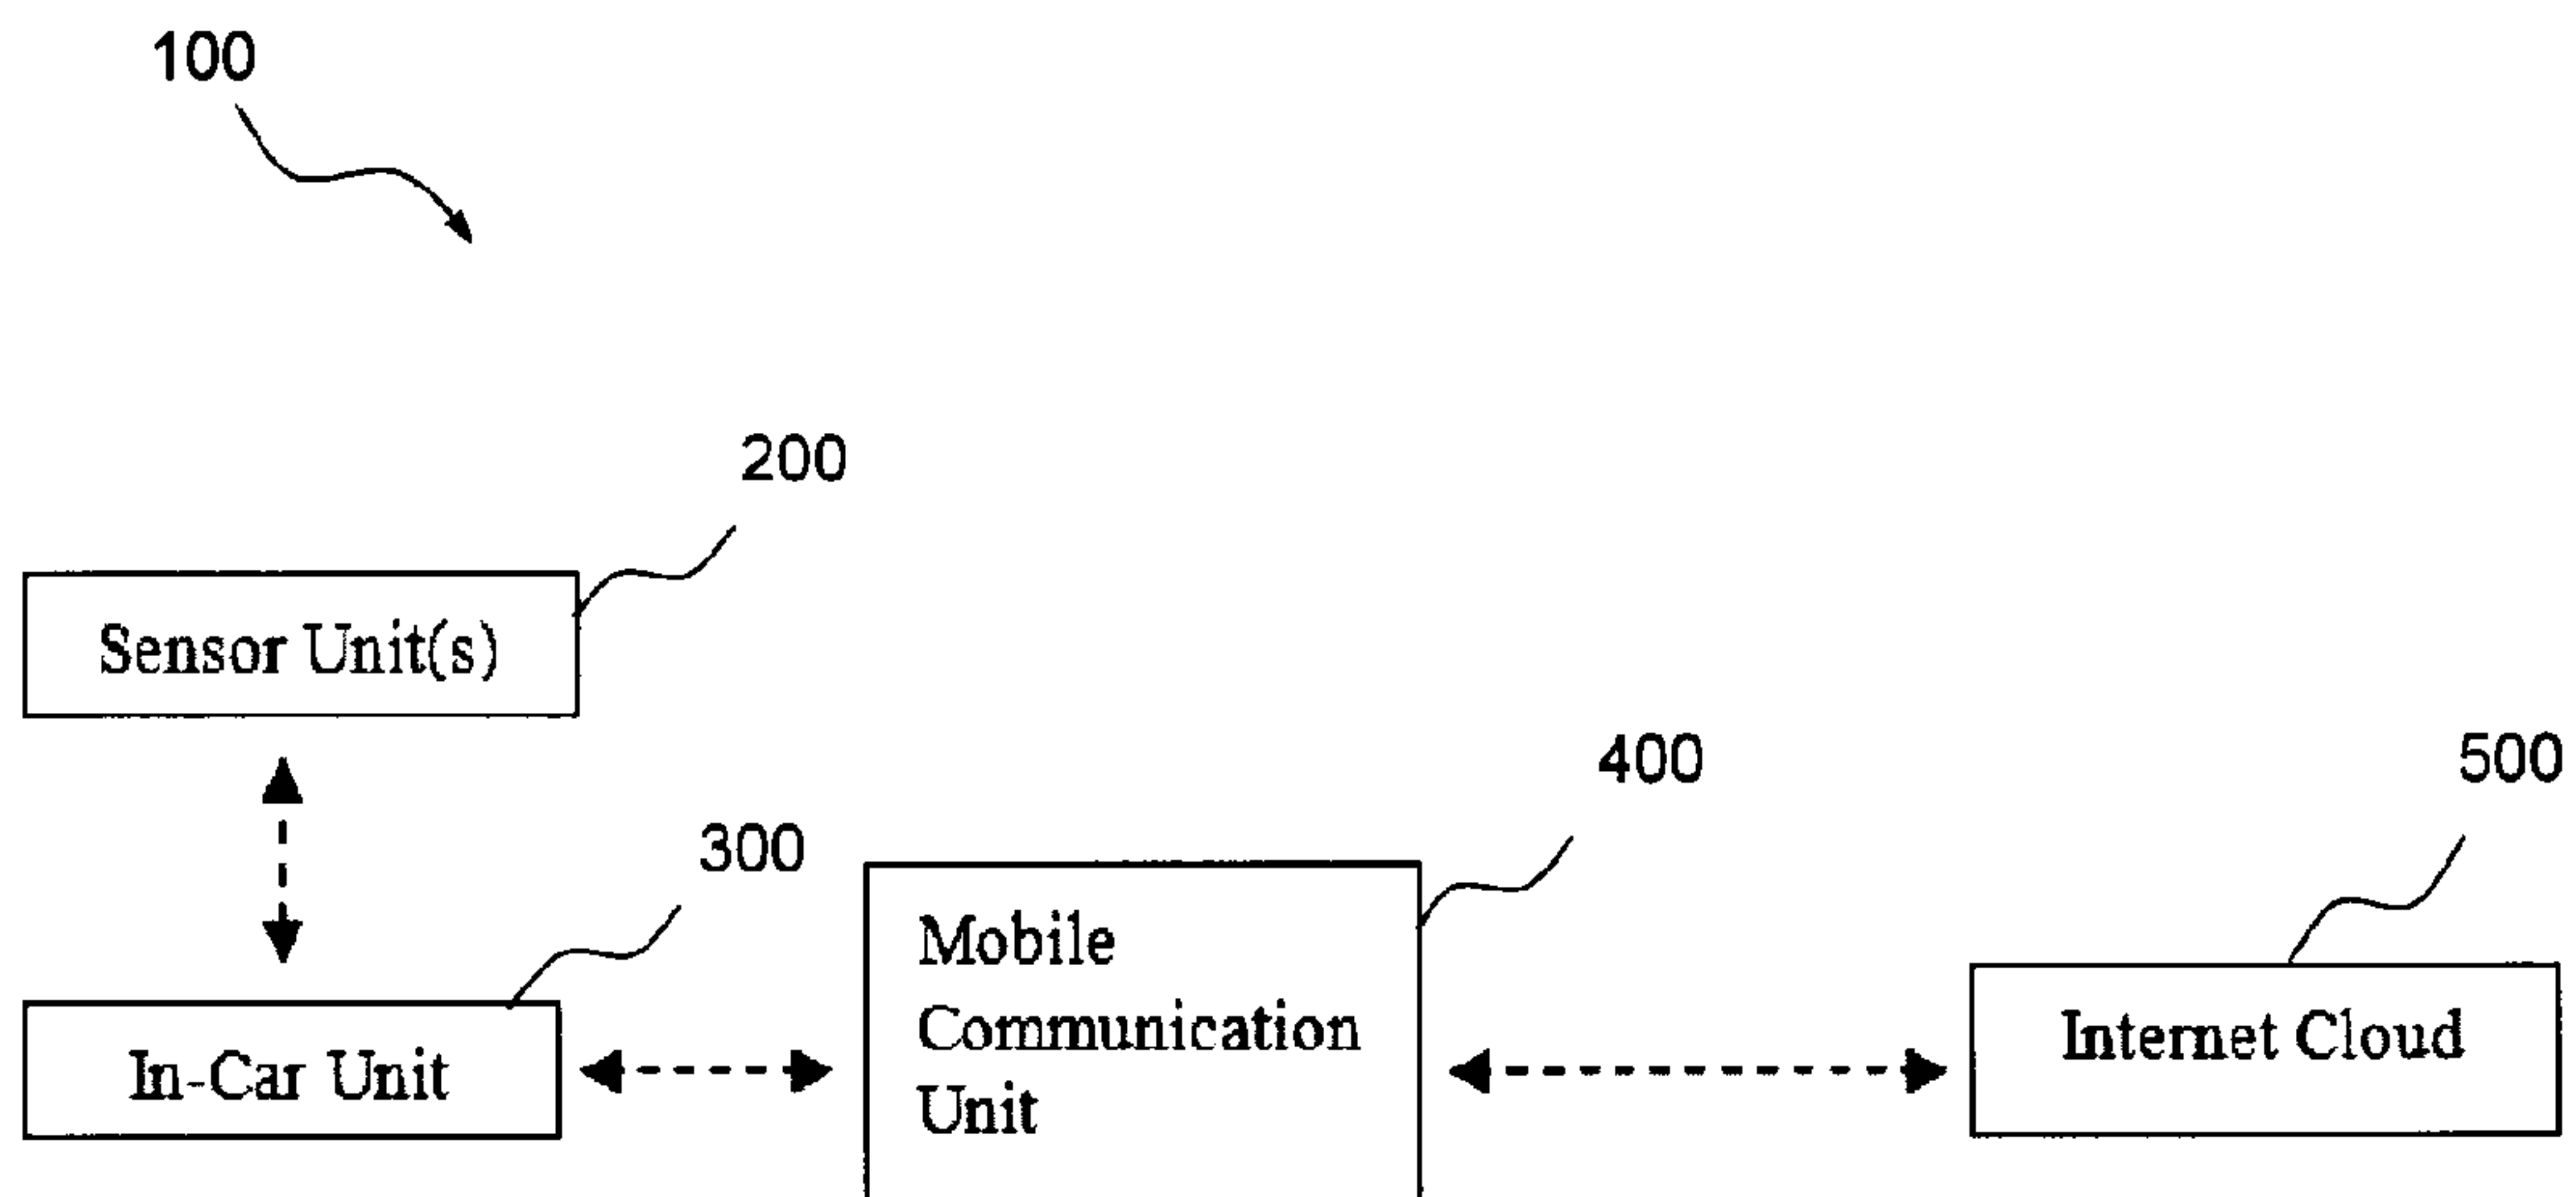 100
200
Sensor Unit(s)
300
In-Car Unit
400
Mobile
Communication
Unit
500
Internet Cloud